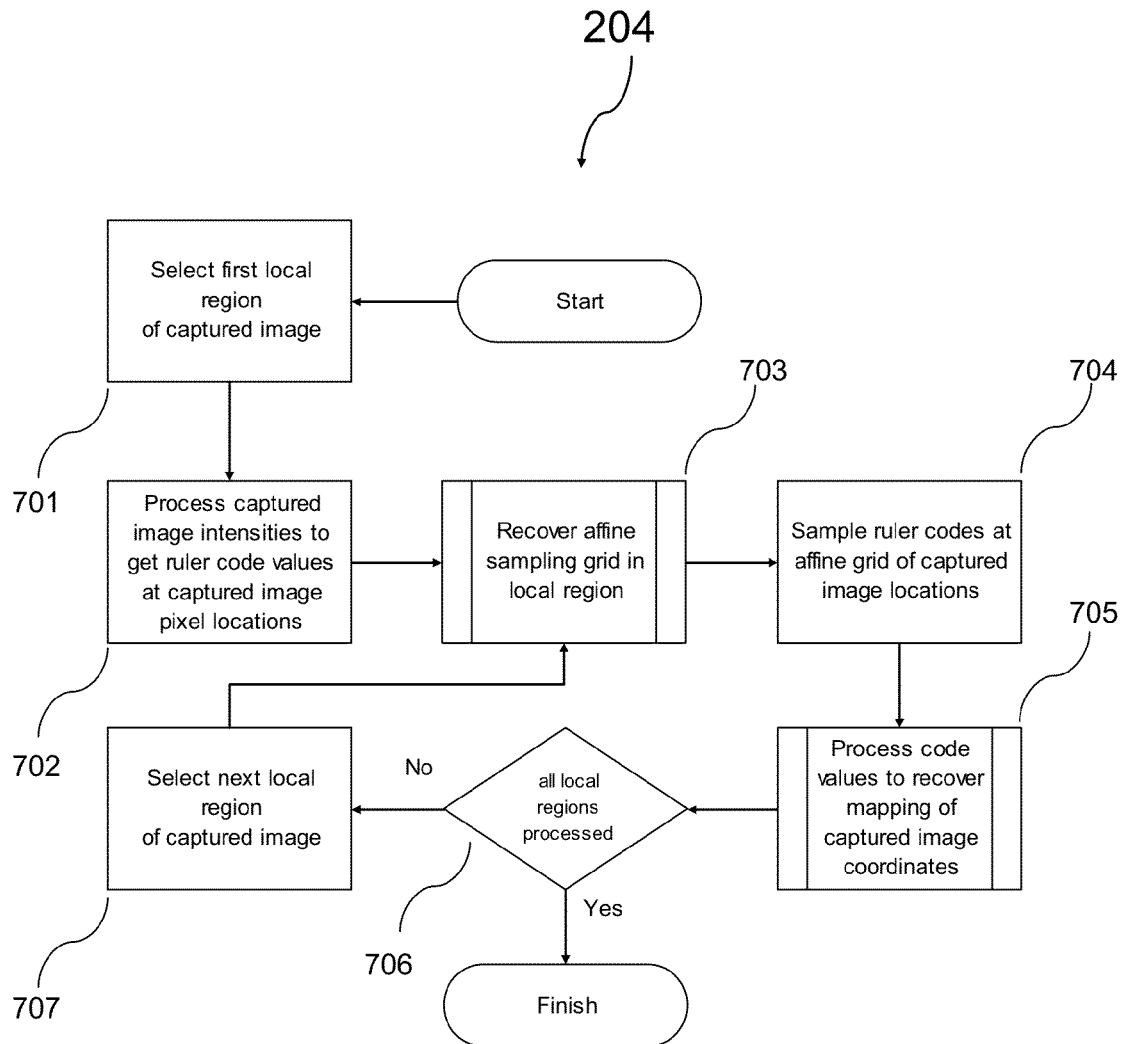 204
Select first local
region
of captured image
Start
703
704
701
Process captured
image intensities to
get ruler code values
at captured image
pixel locations
Recover affine
sampling grid in
local region
Sample ruler codes at
affine grid of captured
image locations
705
702
Select next local
region
of captured image
No
all local
regions
processed
Process code
values to recover
mapping of
captured image
coordinates
Yes
706
707
Finish